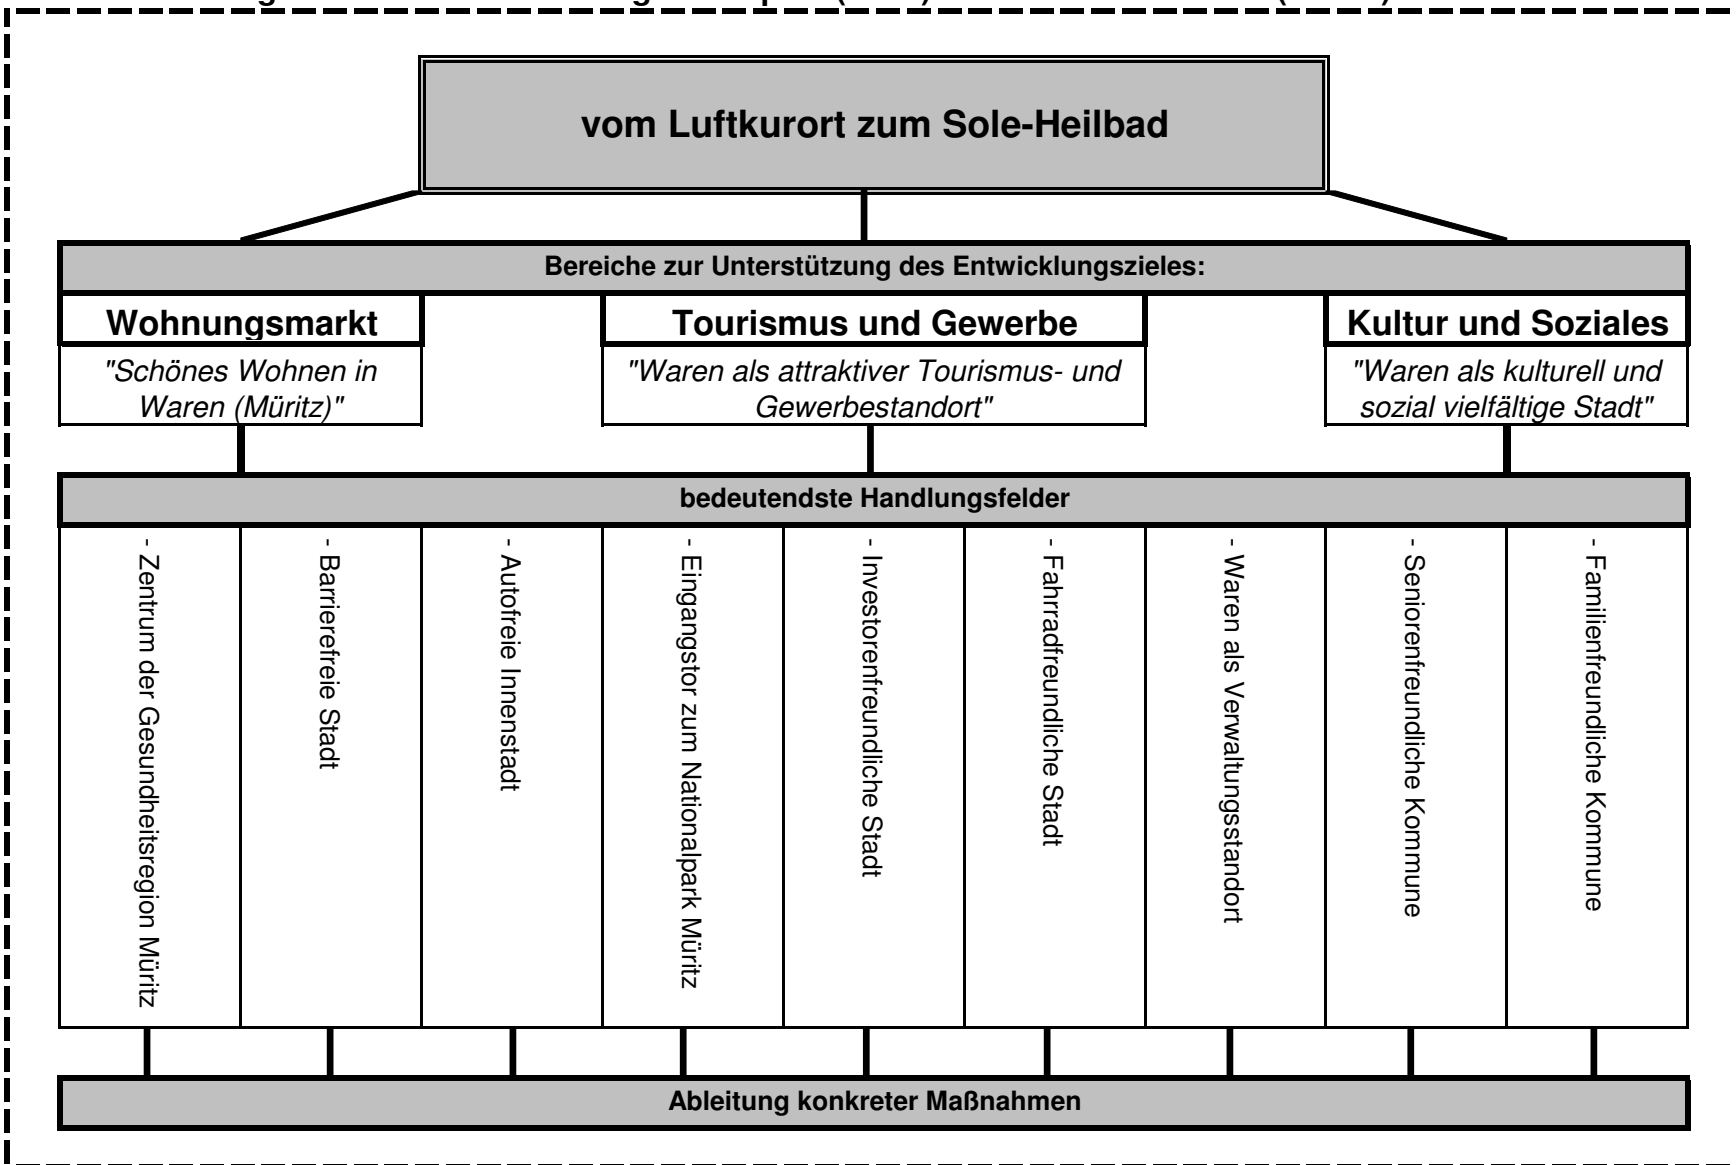 vom Luftkurort zum Sole-Heilbad
Bereiche zur Unterstützung des Entwicklungszieles:
Wohnungsmarkt
"Schönes Wohnen in
Waren (Müritz)"
Tourismus und Gewerbe
"Waren als attraktiver Tourismus- und
Gewerbestandort"
Kultur und Soziales
"Waren als kulturell und
sozial vielfältige Stadt"
bedeutendste Handlungsfelder
- Zentrum der Gesundheitsregion Müritz
- Barrierefreie Stadt
- Autofreie Innenstadt
- Eingangstor zum Nationalpark Müritz
- Investorenfreundliche Stadt
- Fahrradfreundliche Stadt
- Waren als Verwaltungsstandort
- Seniorenfreundliche Kommune
- Familienfreundliche Kommune
Ableitung konkreter Maßnahmen